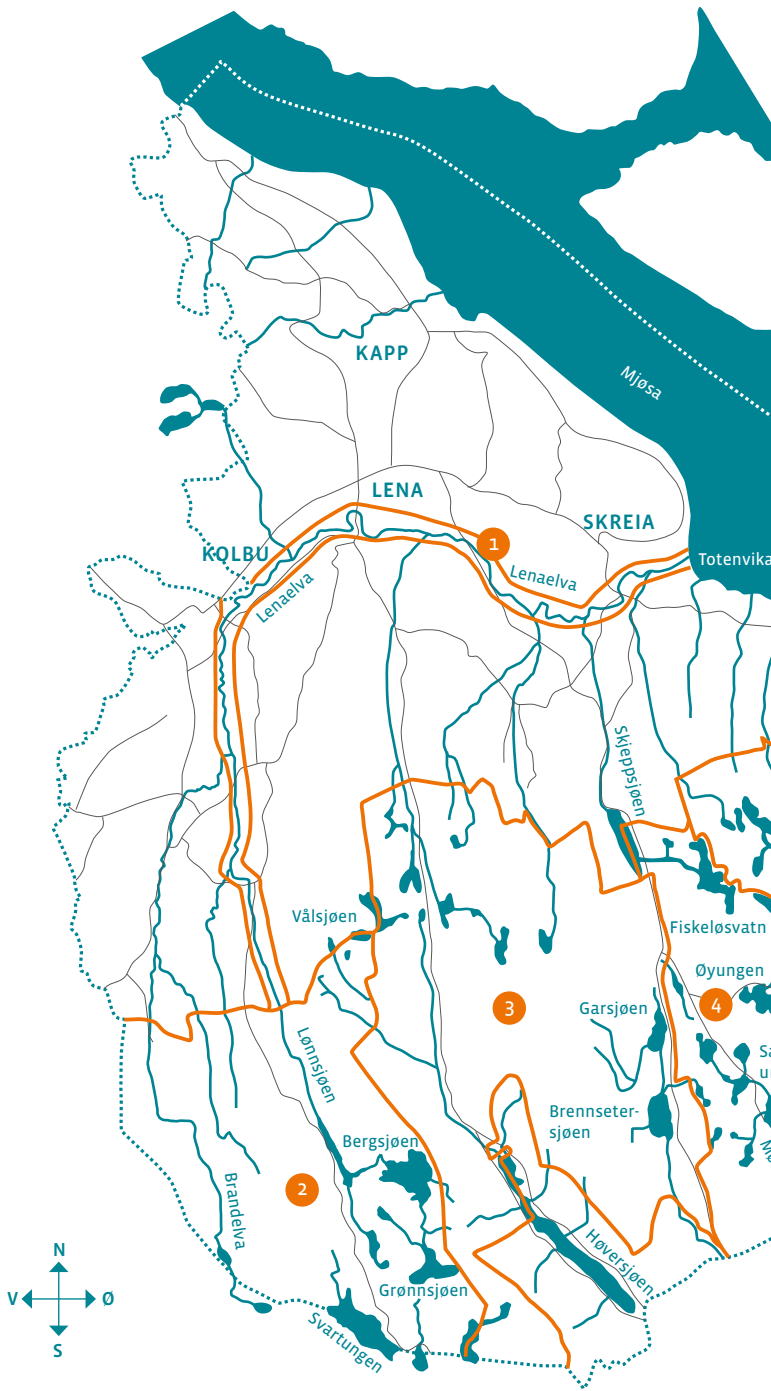 KAPP
Mjøsa
LENA
SKREIA
1
KOLBU
Lenaelva
Lenaelva
Totenvika
Skjeppsjøen
Vålsjøen
Fiskeløsvatn
Øyungen
3
Garsjøen
4
Lønnsjøen
Brennseter-
sjøen
Bergsjøen
2
Brandelva
Høversjøen
Grønnsjøen
Svartungen
N
V
Ø
S